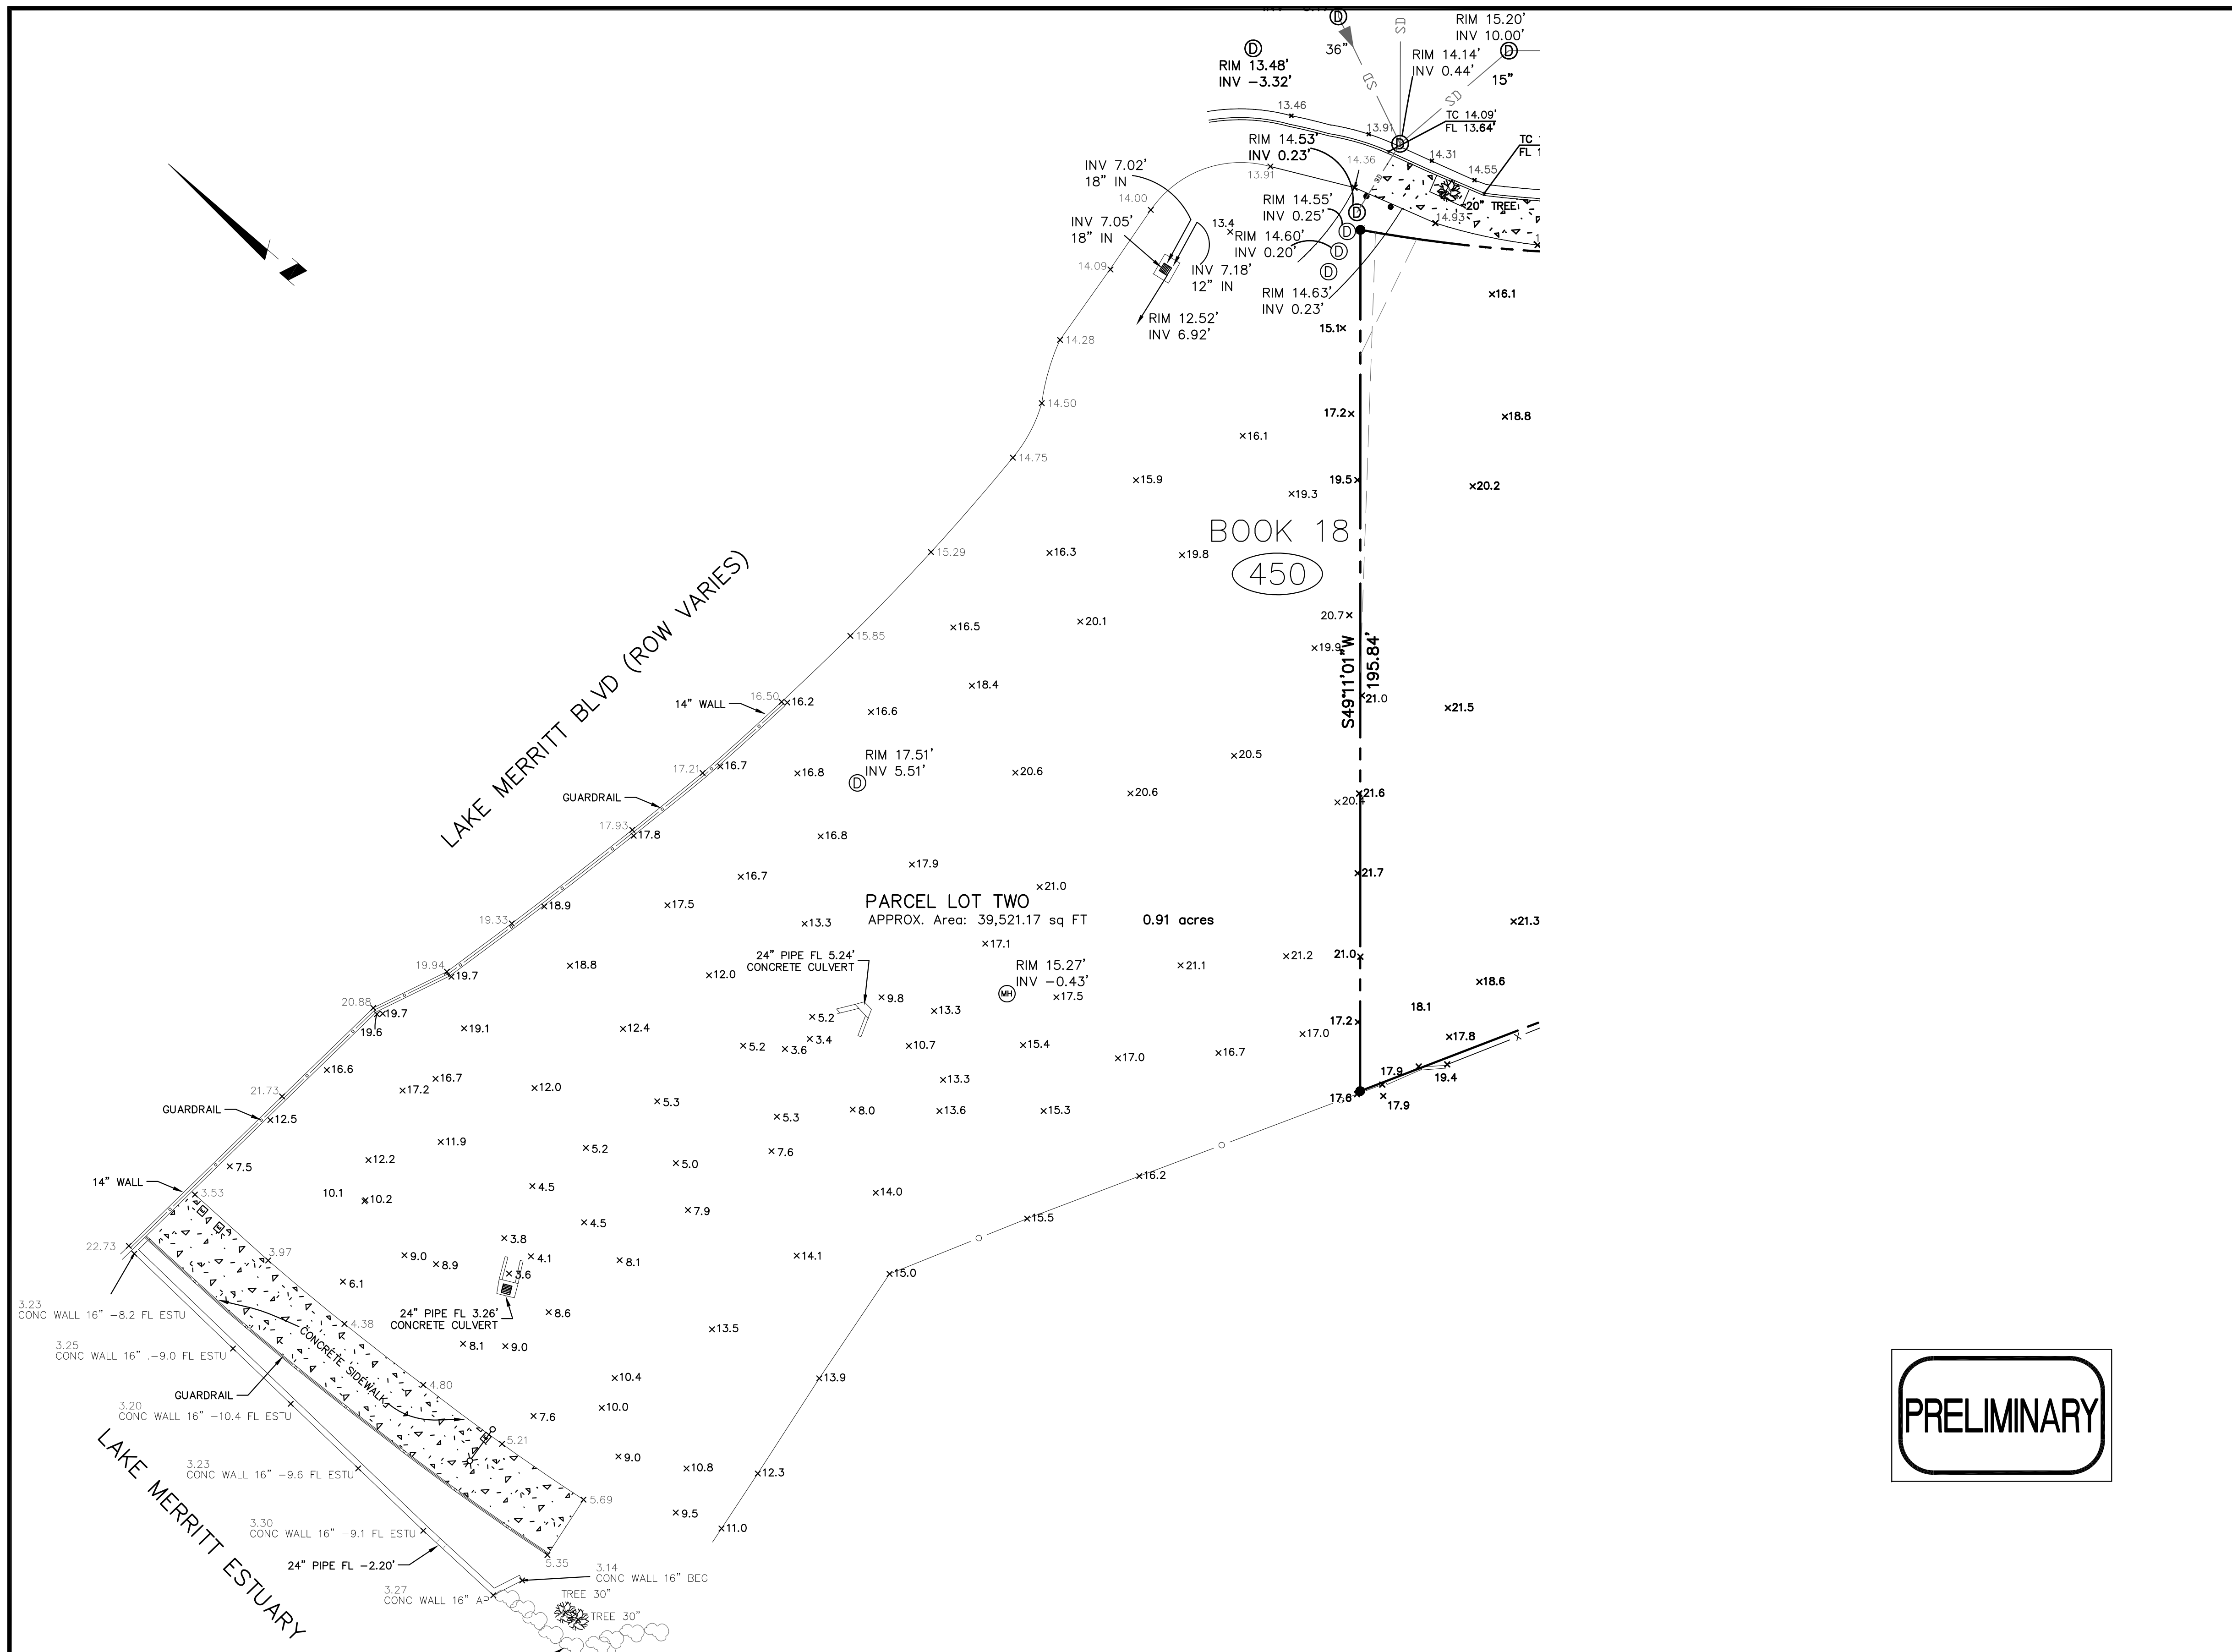 RIM 15.20'
INV 10.00'
36"
SD
RIM 14.14'
INV 0.44'
D
D
D
RIM 13.48'
INV -3.32'
15"
SD
SD
13.46
TC 14.09'
FL 13.64'
13.91
D
14.31
TC
FL
RIM 14.53'
INV 0.23'
14.36
14.55
INV 7.02'
18" IN
13.91
20" TREE
14.00
RIM 14.55'
INV 0.25'
D
14.93
INV 7.05'
18" IN
13.4
RIM 14.60'
INV 0.20'
D
D
D
14.09
INV 7.18'
12" IN
RIM 14.63'
INV 0.23'
16.1
RIM 12.52'
INV 6.92'
15.1
14.28
14.50
17.2
18.8
16.1
14.75
15.9
19.5
19.3
20.2
BOOK 18
450
15.29
16.3
19.8
LAKE MERRITT BLVD (ROW VARIES)
20.7
16.5
20.1
15.85
19.9
S49°11'01"W
195.84'
18.4
16.50
16.2
14" WALL
21.0
16.6
21.5
RIM 17.51'
INV 5.51'
D
20.5
17.21
16.7
16.8
20.6
GUARDRAIL
20.6
21.6
20.4
17.93
17.8
16.8
17.9
21.7
16.7
21.0
PARCEL LOT TWO
APPROX. Area: 39,521.17 sq FT 0.91 acres
18.9
17.5
19.33
13.3
21.3
17.1
24" PIPE FL 5.24'
CONCRETE CULVERT
21.2
21.0
RIM 15.27'
INV -0.43'
MH
18.8
21.1
19.94
19.7
12.0
18.6
9.8
17.5
20.88
19.7
13.3
18.1
5.2
17.2
19.6
19.1
12.4
17.0
17.8
3.4
5.2
3.6
10.7
15.4
16.7
17.0
16.6
16.7
17.9
19.4
13.3
17.2
12.0
21.73
17.6
17.9
5.3
GUARDRAIL
12.5
5.3
8.0
13.6
15.3
11.9
5.2
7.6
12.2
7.5
5.0
16.2
14" WALL
3.53
10.1
10.2
4.5
14.0
7.9
15.5
4.5
3.8
22.73
3.97
9.0
8.9
4.1
8.1
14.1
15.0
3.6
6.1
3.23
CONC WALL 16" -8.2 FL ESTU
24" PIPE FL 3.26'
CONCRETE CULVERT
8.6
4.38
13.5
CONCRETE SIDEWALK
3.25
CONC WALL 16" .-9.0 FL ESTU
8.1
9.0
10.4
13.9
4.80
GUARDRAIL
3.20
CONC WALL 16" -10.4 FL ESTU
7.6
10.0
5.21
LAKE MERRITT ESTUARY
9.0
10.8
12.3
3.23
CONC WALL 16" -9.6 FL ESTU
5.69
9.5
11.0
3.30
CONC WALL 16" -9.1 FL ESTU
5.35
24" PIPE FL -2.20'
3.14
CONC WALL 16" BEG
3.27
CONC WALL 16" AP
TREE 30"
TREE 30"
PRELIMINARY